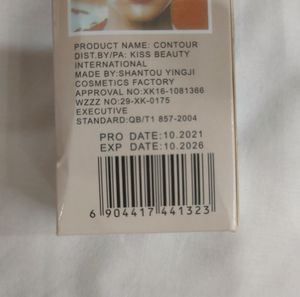 PRODUCT NAME: CONTOUR
DIST.BY/PA: KISS BEAUTY
INTERNATIONAL
MADE BY:SHANTOU YINGJI
COSMETICS FACTORY
APPROVAL NO:XK16-1081366
WZZZ NO:29-XK-0175
EXECUTIVE
STANDARD:QB/T1 857-2004
PRO DATE:10.2021
EXP DATE:10.2026
6 904417 441323